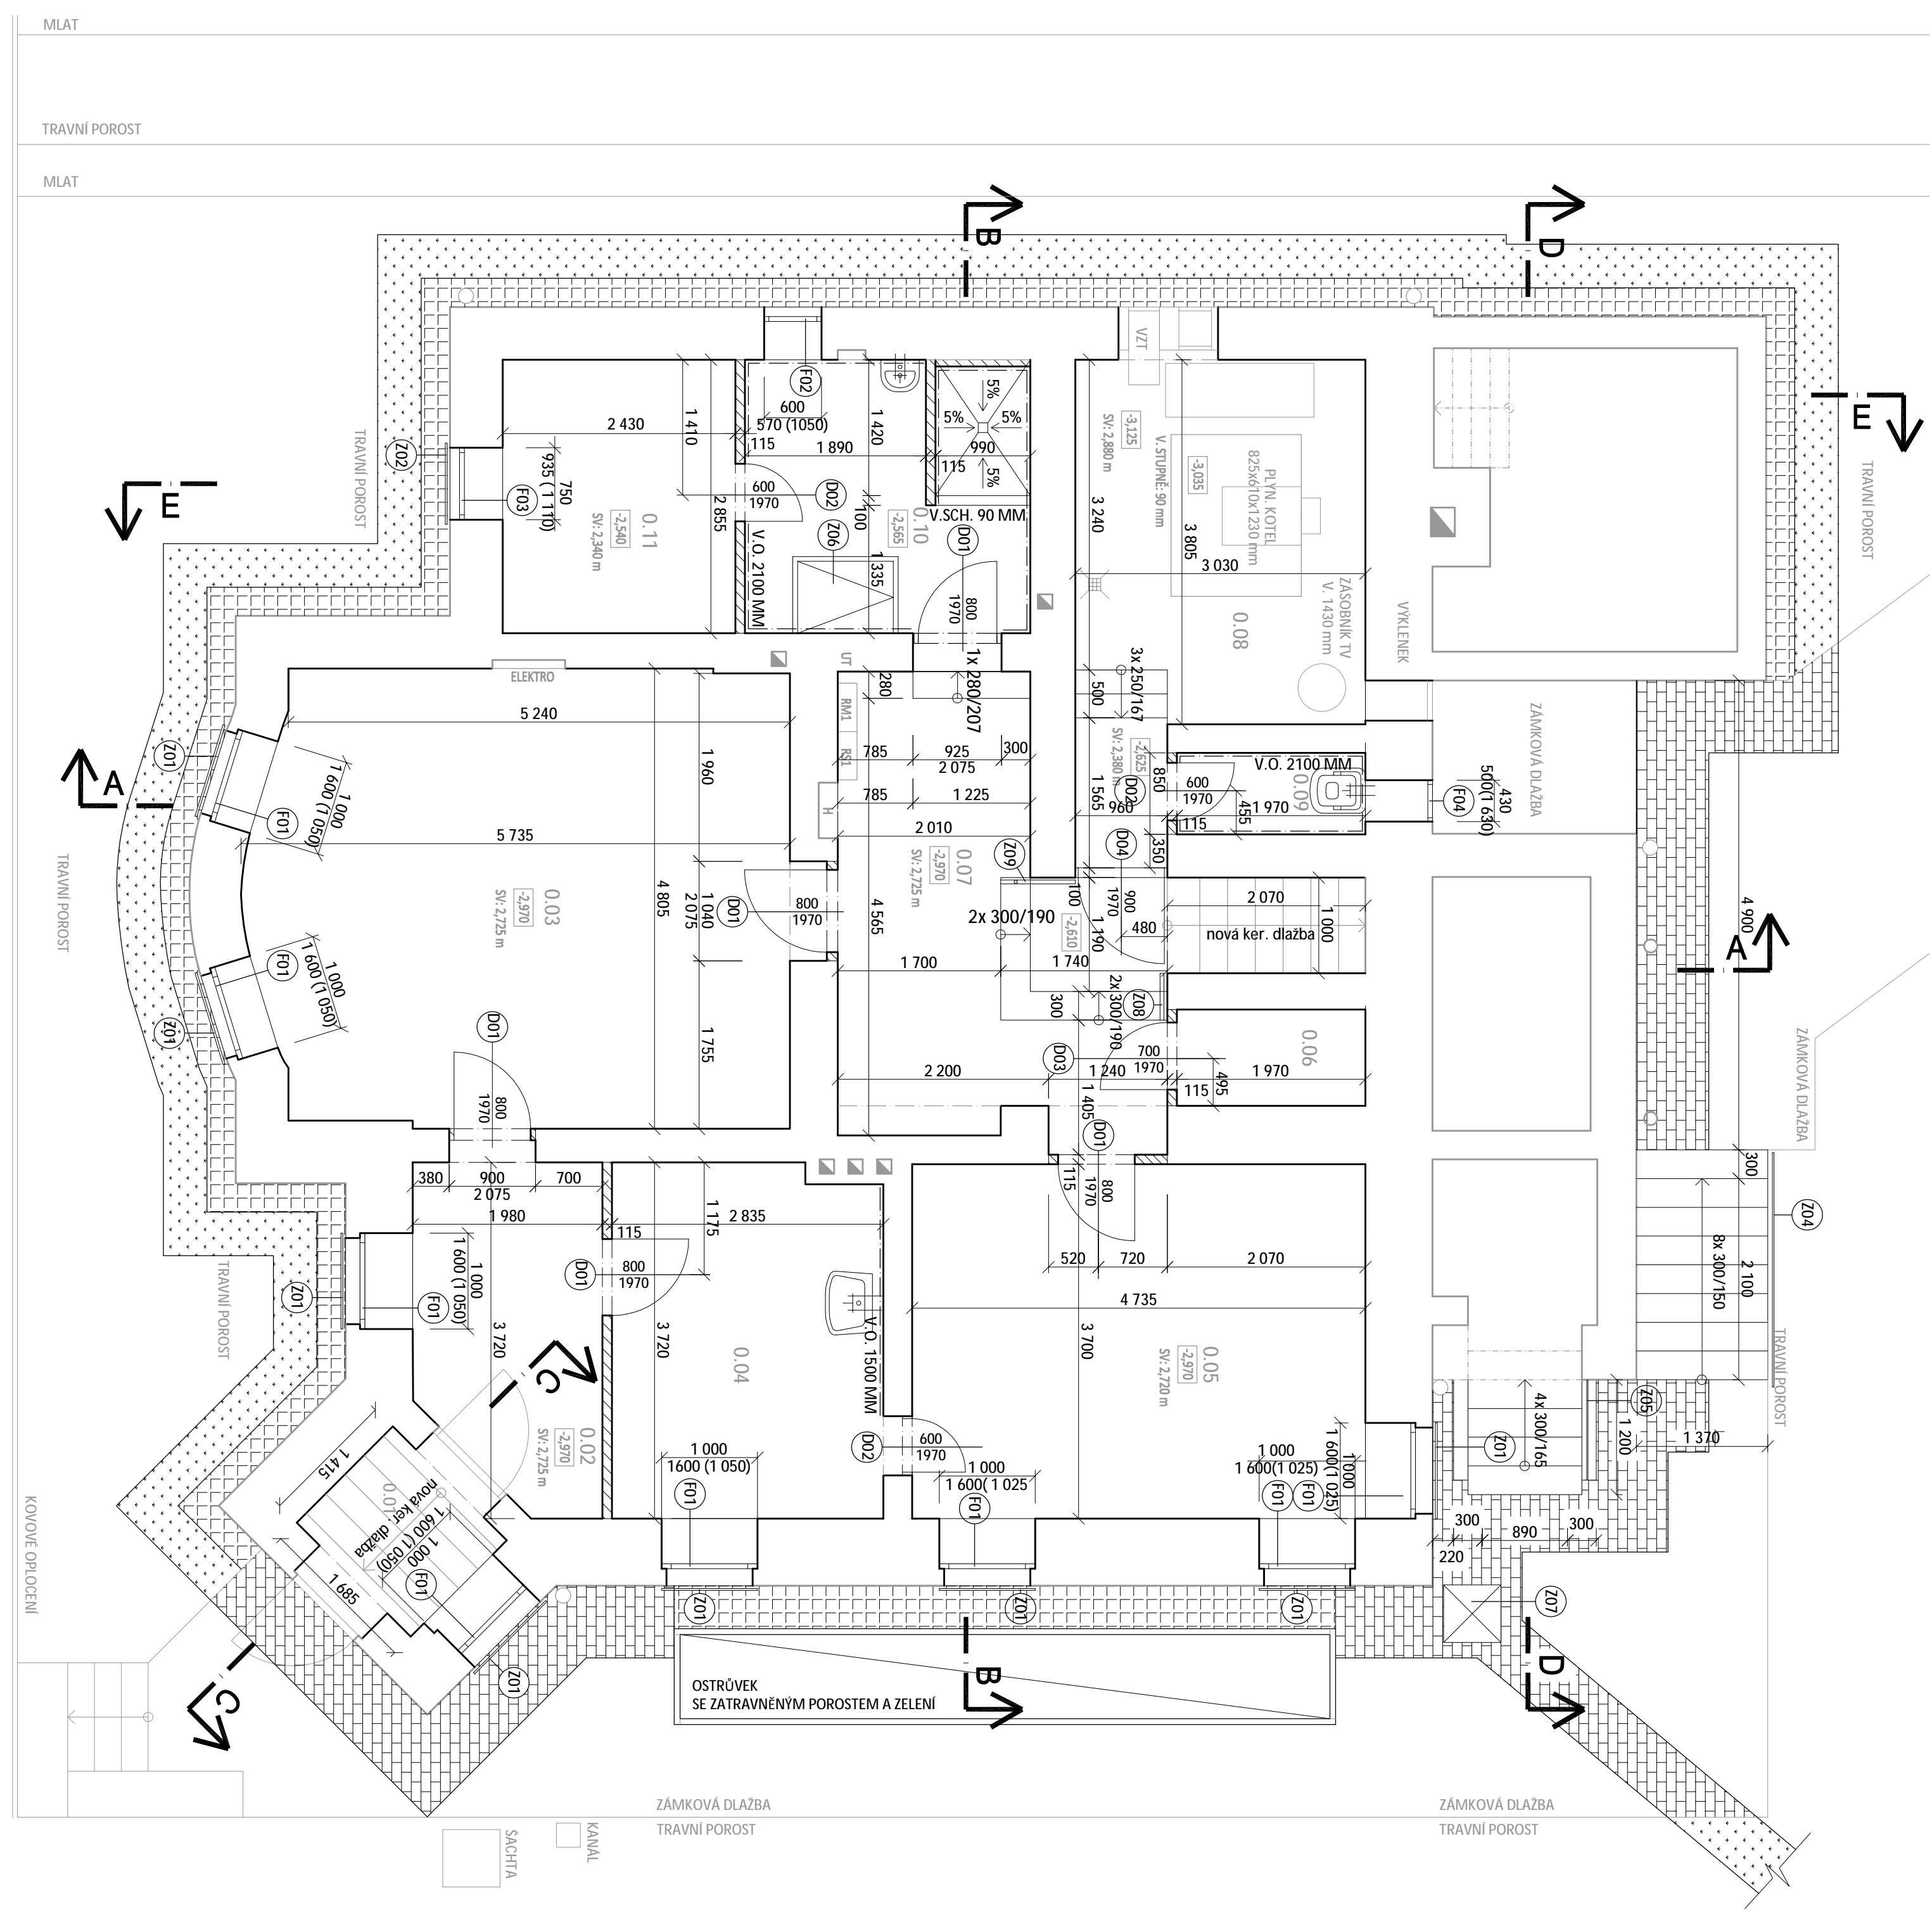 MLAT
TRAVNÍ POROST
MLAT
B
D
TRAVNÍ POROST
Z02
E
F03
750
935 ( 1 110)
2 430
1 410
2 855
0.11
-2,540
SV: 2,340 m
F02
600
570 (1050)
115
1 890
1 420
100
1 335
600
1970
D02
Z06
V.O. 2100 MM
0.10
-2,565
5%
5%
5%
5%
990
115
V.SCH. 90 MM
D01
800
1970
VZT
-3,125
SV: 2,880 m
V. STUPNĚ: 90 mm
-3,035
PLYN. KOTEL
825x610x1230 mm
3 240
3 805
3 030
0.08
ZÁSOBNÍK TV
V. 1430 mm
VÝKLENEK
E
TRAVNÍ POROST
ELEKTRO
UT
RM1
RS1
H
280
1x 280/207
3x 250/167
500
5 240
1 960
785
925
300
2 075
785
1 225
2 010
-2,625
SV: 2,380 m
850
1 565
D02
600
1970
V.O. 2100 MM
0.09
455
960
1 970
115
F04
430
500(1 630)
ZÁMKOVÁ DLAŽBA
A
Z01
F01
1 000
1 600 (1 050)
5 735
4 805
1 040
2 075
D01
800
1970
0.03
-2,970
SV: 2,725 m
4 565
0.07
-2,970
SV: 2,725 m
Z09
D04
350
100
900
1970
2x 300/190
-2,610
1 190
480
2 070
1 000
nová ker. dlažba
4 900
A
TRAVNÍ POROST
F01
1 000
1 600 (1 050)
Z01
1 755
1 700
1 740
300
2x 300/190
Z08
D01
800
1970
D03
700
1970
0.06
2 200
1 240
1 970
115
495
1 405
ZÁMKOVÁ DLAŽBA
D01
800
1970
115
300
Z04
8x 300/150
2 100
380
900
700
2 075
1 980
115
2 835
1 175
520
720
2 070
4 735
D01
800
1970
F01
1 000
1 600 (1 050)
Z01
TRAVNÍ POROST
3 720
3 720
0.04
V.O. 1500 MM
3 700
0.05
-2,970
SV: 2,720 m
TRAVNÍ POROST
C
0.02
-2,970
SV: 2,725 m
1 415
0.01
nová ker. dlažba
1 600 (1 050)
1 000
F01
1 685
D02
600
1970
1 000
1600 (1 050)
F01
1 000
1 600( 1 025
F01
1 000
1 600(1 025)
F01
F01
1 000
1 600(1 025)
Z01
4x 300/165
Z05
1 200
1 370
300
890
300
220
KOVOVÉ OPLOCENÍ
Z01
Z01
Z01
Z07
C
Z01
B
D
OSTRŮVEK
SE ZATRAVNĚNÝM POROSTEM A ZELENÍ
ZÁMKOVÁ DLAŽBA
TRAVNÍ POROST
ZÁMKOVÁ DLAŽBA
TRAVNÍ POROST
ŠACHTA
KANÁL